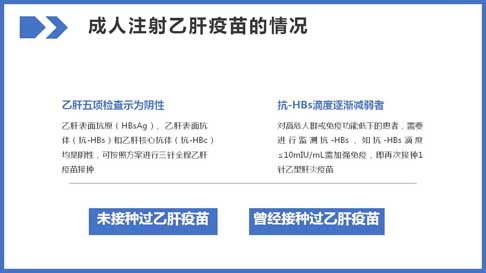 成人注射乙肝疫苗的情况
乙肝五项检查示为阴性
乙肝表面抗原（HBsAg）、乙肝表面抗
体（抗-HBs）和乙肝核心抗体（抗-HBc）
均是阴性，可按照方案进行三针全程乙肝
疫苗接种
抗-HBs滴度逐渐减弱者
对高危人群或免疫功能低下的患者，需要
进行监测抗-HBs，如抗-HBs滴度
≤10mIU/mL需加强免疫，即再次接种1
针乙型肝炎疫苗
未接种过乙肝疫苗
曾经接种过乙肝疫苗